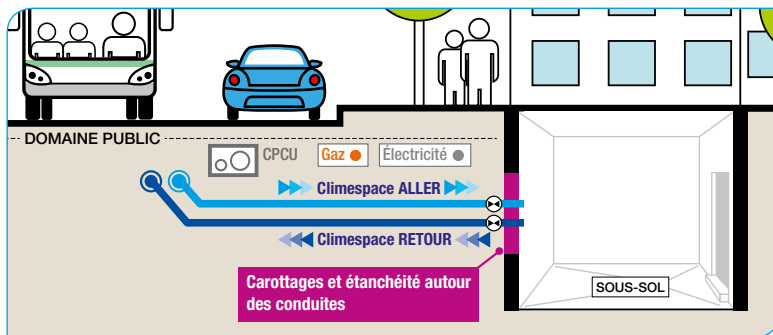 DOMAINE PUBLIC
CPCU
Gaz
Électricité
Climespace ALLER
Climespace RETOUR
Carottages et étanchéité autour
des conduites
SOUS-SOL